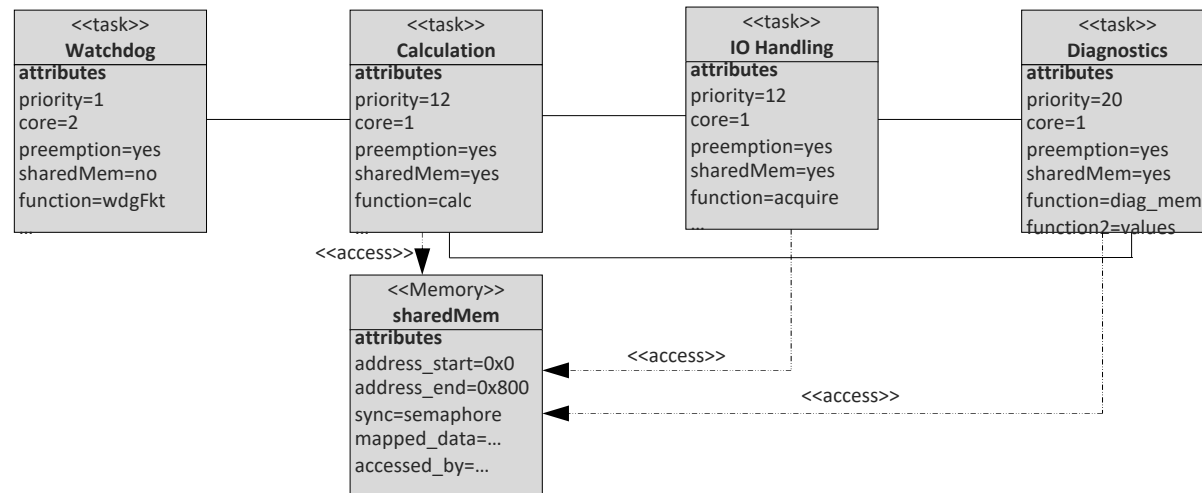 <<task>>
Watchdog
attributes
priority=1
core=2
preemption=yes
sharedMem=no
function=wdgFkt
...
<<task>>
Calculation
attributes
priority=12
core=1
preemption=yes
sharedMem=yes
function=calc
...
<<task>>
IO Handling
attributes
priority=12
core=1
preemption=yes
sharedMem=yes
function=acquire
...
<<task>>
Diagnostics
attributes
priority=20
core=1
preemption=yes
sharedMem=yes
function=diag_mem
function2=values
<<access>>
<<Memory>>
sharedMem
attributes
address_start=0x0
address_end=0x800
sync=semaphore
mapped_data=...
accessed_by=...
<<access>>
<<access>>